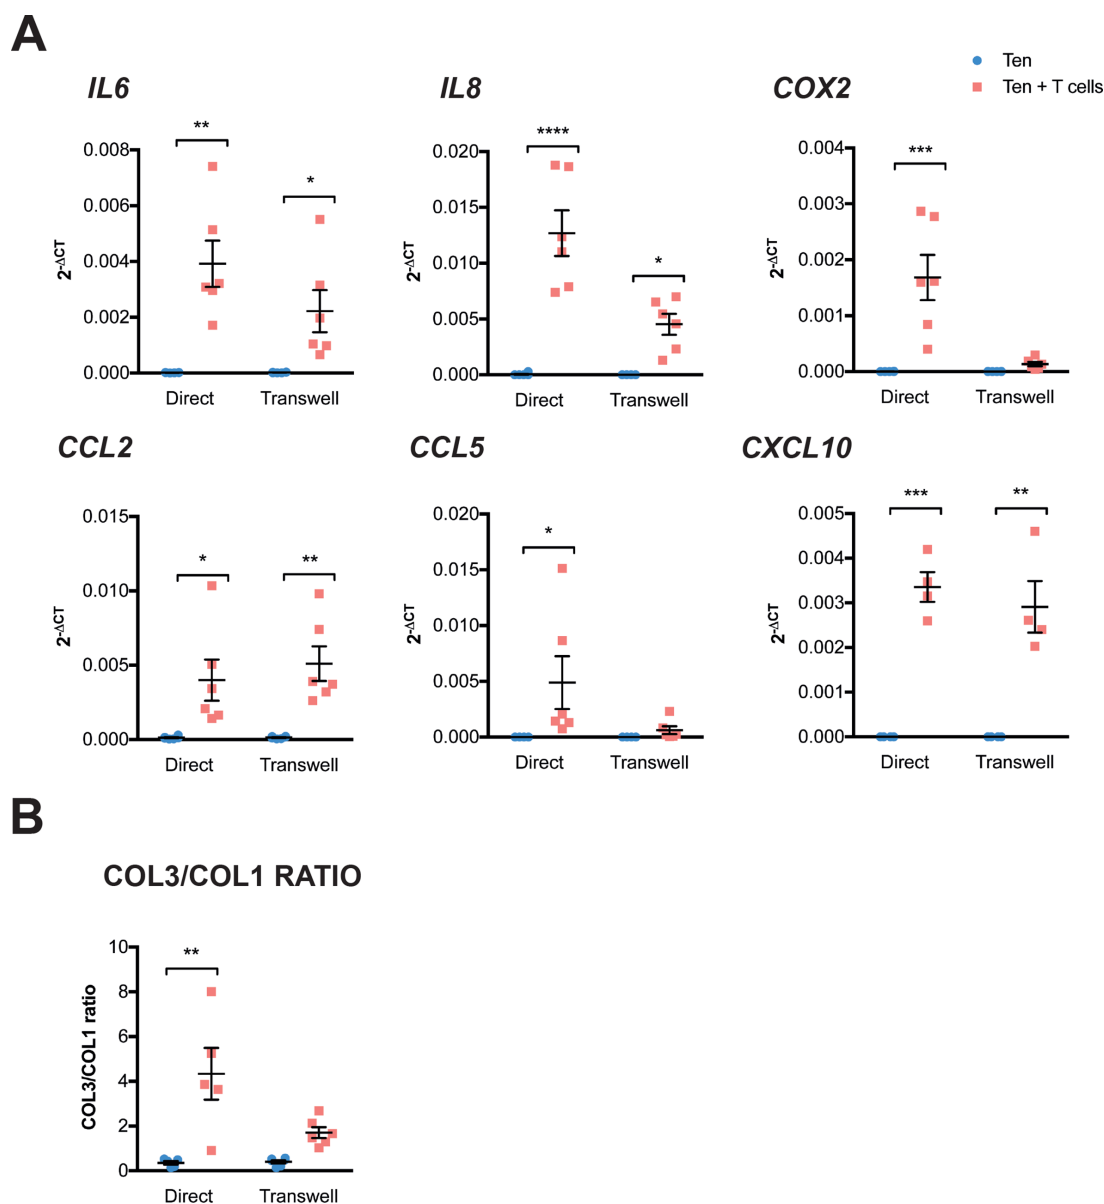 A
Ten
Ten + T cells
IL6
IL8
COX2
0.008
0.006
0.004
0.002
0.000
2-ΔCT
**
*
Direct
Transwell
0.020
0.015
0.010
0.005
0.000
2-ΔCT
****
*
Direct
Transwell
0.004
0.003
0.002
0.001
0.000
2-ΔCT
***
Direct
Transwell
CCL2
CCL5
CXCL10
0.015
0.010
0.005
0.000
2-ΔCT
*
**
Direct
Transwell
0.020
0.015
0.010
0.005
0.000
2-ΔCT
*
Direct
Transwell
0.005
0.004
0.003
0.002
0.001
0.000
2-ΔCT
***
**
Direct
Transwell
B
COL3/COL1 RATIO
10
8
6
4
2
0
COL3/COL1 ratio
**
Direct
Transwell